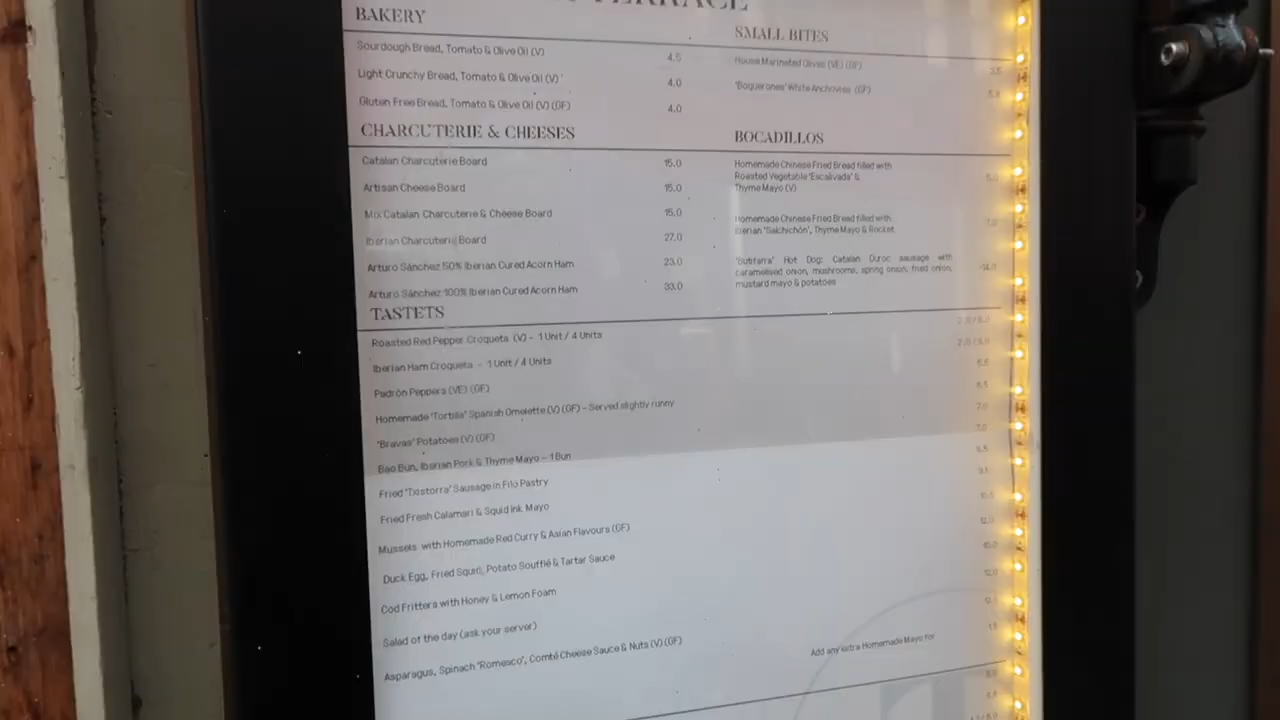 TERRACE
BAKERY
Sourdough Bread, Tomato & Olive Oil (V) 4.5
Light Crunchy Bread, Tomato & Olive Oil (V) 4.0
Gluten Free Bread, Tomato & Olive Oil (V) (GF) 4.0
SMALL BITES
House Marinated Olives (VE) (GF)
'Boquerones' White Anchovies (GF)
CHARCUTERIE & CHEESES
Catalan Charcuterie Board 15.0
Artisan Cheese Board 15.0
Mix Catalan Charcuterie & Cheese Board 15.0
Iberian Charcuterie Board 27.0
Arturo Sánchez 50% Iberian Cured Acorn Ham 23.0
Arturo Sánchez 100% Iberian Cured Acorn Ham 33.0
BOCADILLOS
Homemade Chinese Fried Bread filled with
Roasted Vegetable 'Escalivada' &
Thyme Mayo (V)
Homemade Chinese Fried Bread filled with
Iberian 'Salchichón', Thyme Mayo & Rocket 7.0
'Butifarra' Hot Dog: Catalan Duroc sausage with
caramelised onion, mushrooms, spring onion, fried onion, 14.0
mustard mayo & potatoes
TASTETS
Roasted Red Pepper Croqueta (V) - 1 Unit / 4 Units
Iberian Ham Croqueta - 1 Unit / 4 Units
Padrón Peppers (VE) (GF)
Homemade 'Tortilla' Spanish Omelette (V) (GF) - Served slightly runny
'Bravas' Potatoes (V) (GF)
Bao Bun, Iberian Pork & Thyme Mayo - 1 Bun
Fried 'Txistorra' Sausage in Filo Pastry
Fried Fresh Calamari & Squid Ink Mayo
Mussels with Homemade Red Curry & Asian Flavours (GF)
Duck Egg, Fried Squid, Potato Soufflé & Tartar Sauce
Cod Fritters with Honey & Lemon Foam
Salad of the day (ask your server)
Asparagus, Spinach 'Romesco', Comté Cheese Sauce & Nuts (V) (GF)
Add any extra Homemade Mayo for